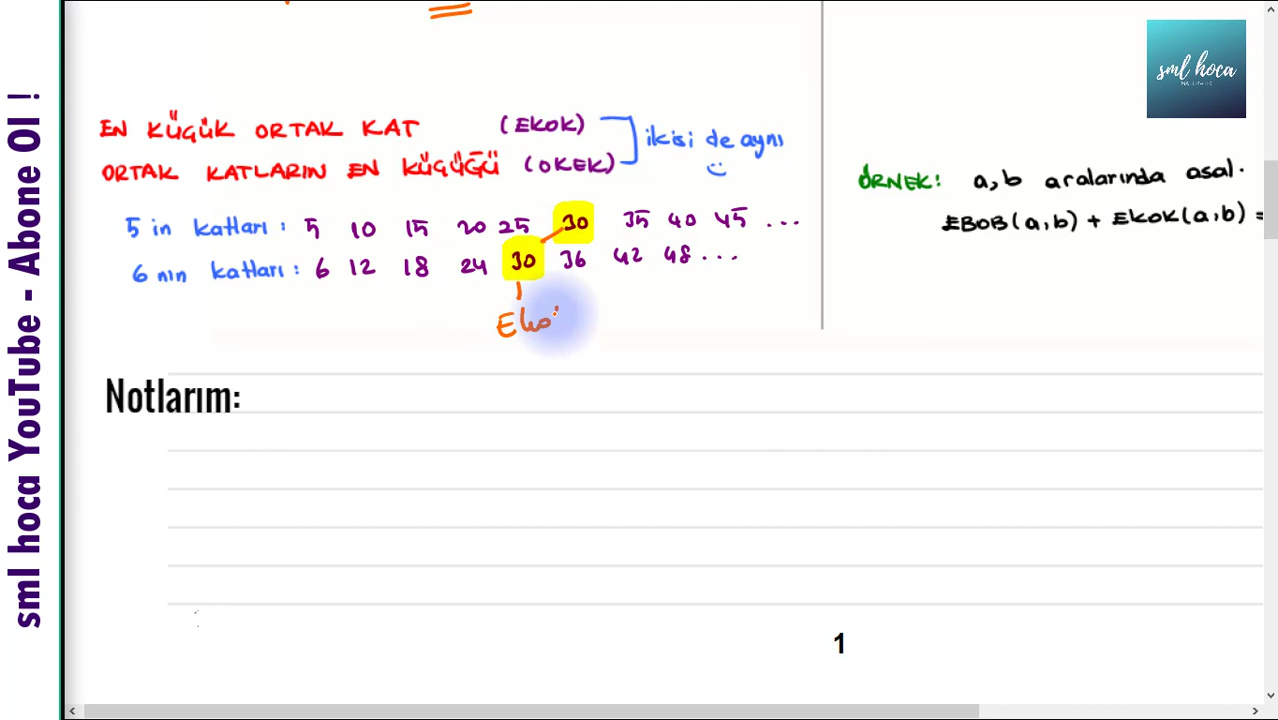 sml hoca YouTube - Abone Ol !
sml hoca
EN KÜÇÜK ORTAK KAT (EKOK)
ORTAK KATLARIN EN KÜÇÜĞÜ (OKEK)
ikisi de aynı
5 in katları : 5 10 15 20 25 30 35 40 45 ...
6 nın katları : 6 12 18 24 30 36 42 48 ...
Eko
ÖRNEK: a,b aralarında asal.
EBOB(a,b) + EKOK(a,b) =
Notlarım:
1